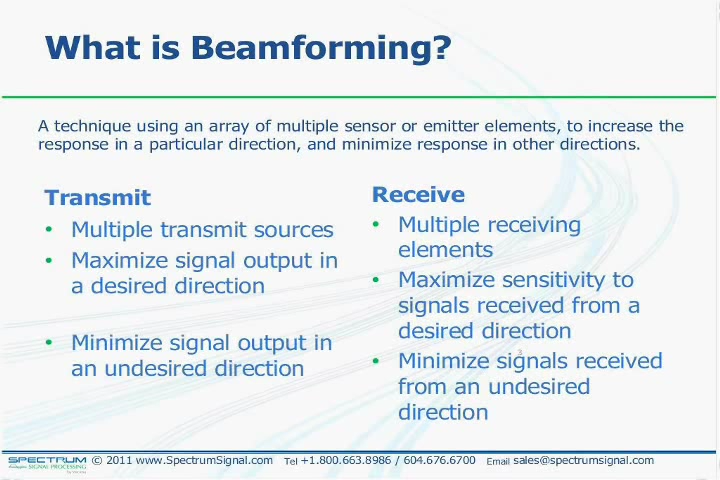 What is Beamforming?
A technique using an array of multiple sensor or emitter elements, to increase the
response in a particular direction, and minimize response in other directions.
Transmit
• Multiple transmit sources
• Maximize signal output in
a desired direction
• Minimize signal output in
an undesired direction
Receive
• Multiple receiving
elements
• Maximize sensitivity to
signals received from a
desired direction
• Minimize signals received
from an undesired
direction
3
SPECTRUM
SIGNAL PROCESSING
© 2011 www.SpectrumSignal.com Tel +1.800.663.8986 / 604.676.6700 Email sales@spectrumsignal.com